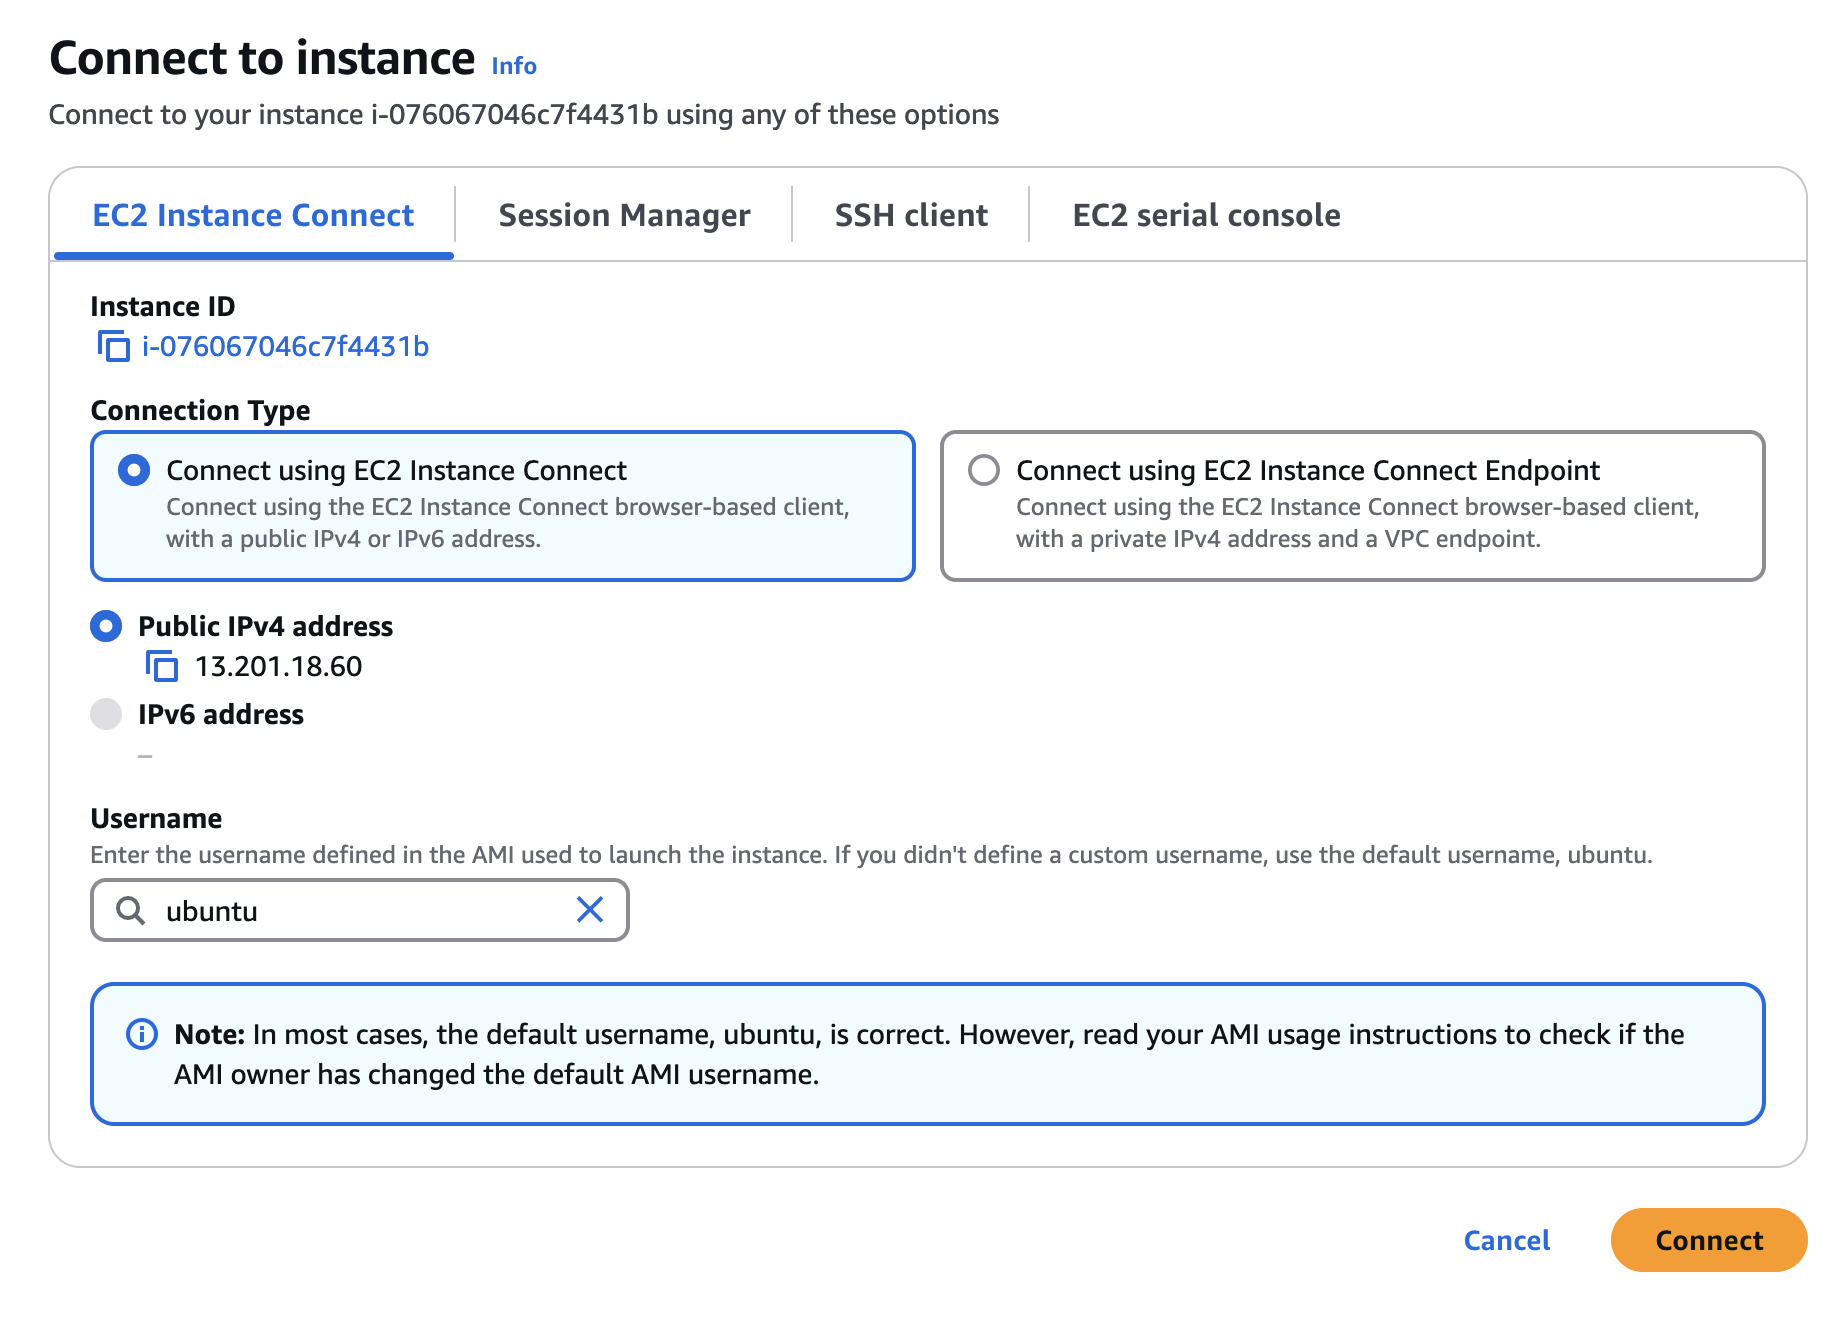 Connect to instance Info
Connect to your instance i-076067046c7f4431b using any of these options
EC2 Instance Connect
Session Manager
SSH client
EC2 serial console
Instance ID
i-076067046c7f4431b
Connection Type
Connect using EC2 Instance Connect
Connect using the EC2 Instance Connect browser-based client,
with a public IPv4 or IPv6 address.
Connect using EC2 Instance Connect Endpoint
Connect using the EC2 Instance Connect browser-based client,
with a private IPv4 address and a VPC endpoint.
Public IPv4 address
13.201.18.60
IPv6 address
–
Username
Enter the username defined in the AMI used to launch the instance. If you didn't define a custom username, use the default username, ubuntu.
ubuntu
Note: In most cases, the default username, ubuntu, is correct. However, read your AMI usage instructions to check if the
AMI owner has changed the default AMI username.
Cancel
Connect